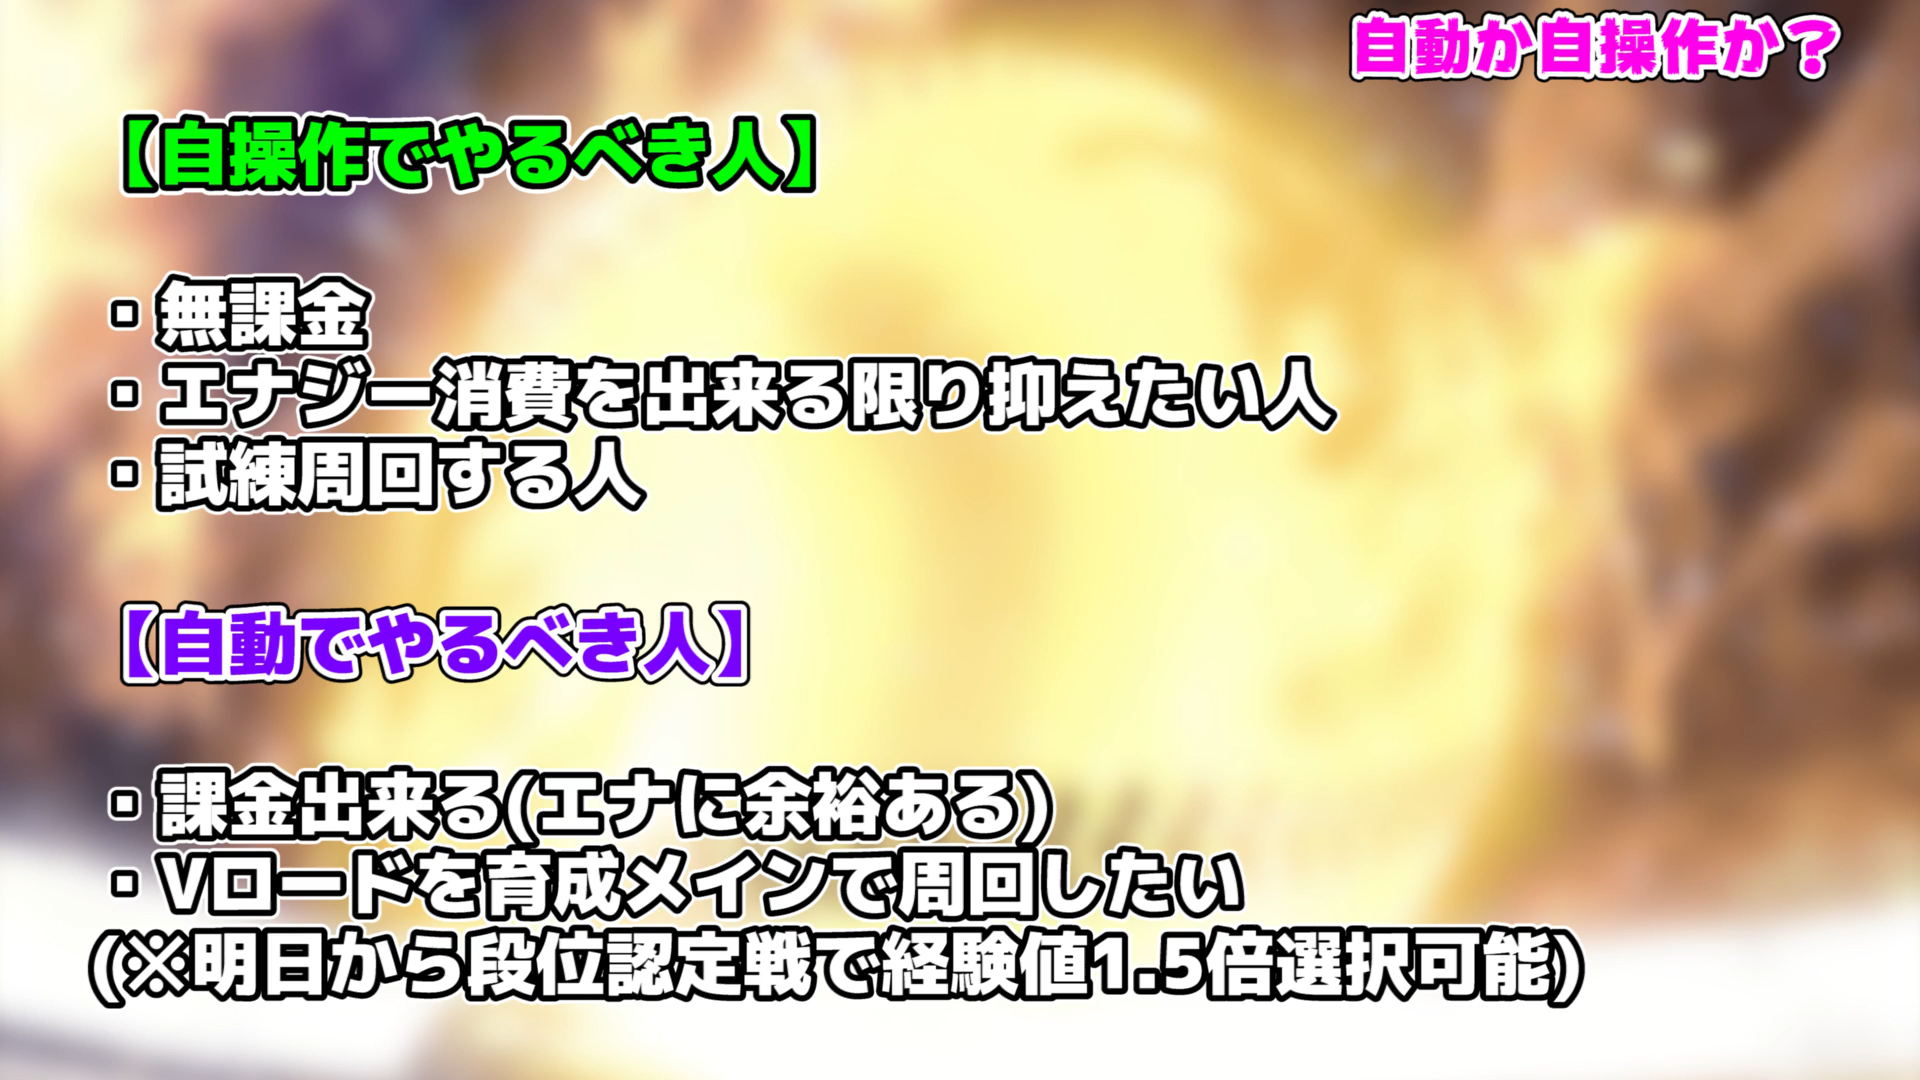 自動か自操作か？
【自操作でやるべき人】
・無課金
・エナジー消費を出来る限り抑えたい人
・試練周回する人
【自動でやるべき人】
・課金出来る(エナに余裕ある)
・Vロードを育成メインで周回したい
(※明日から段位認定戦で経験値1.5倍選択可能)